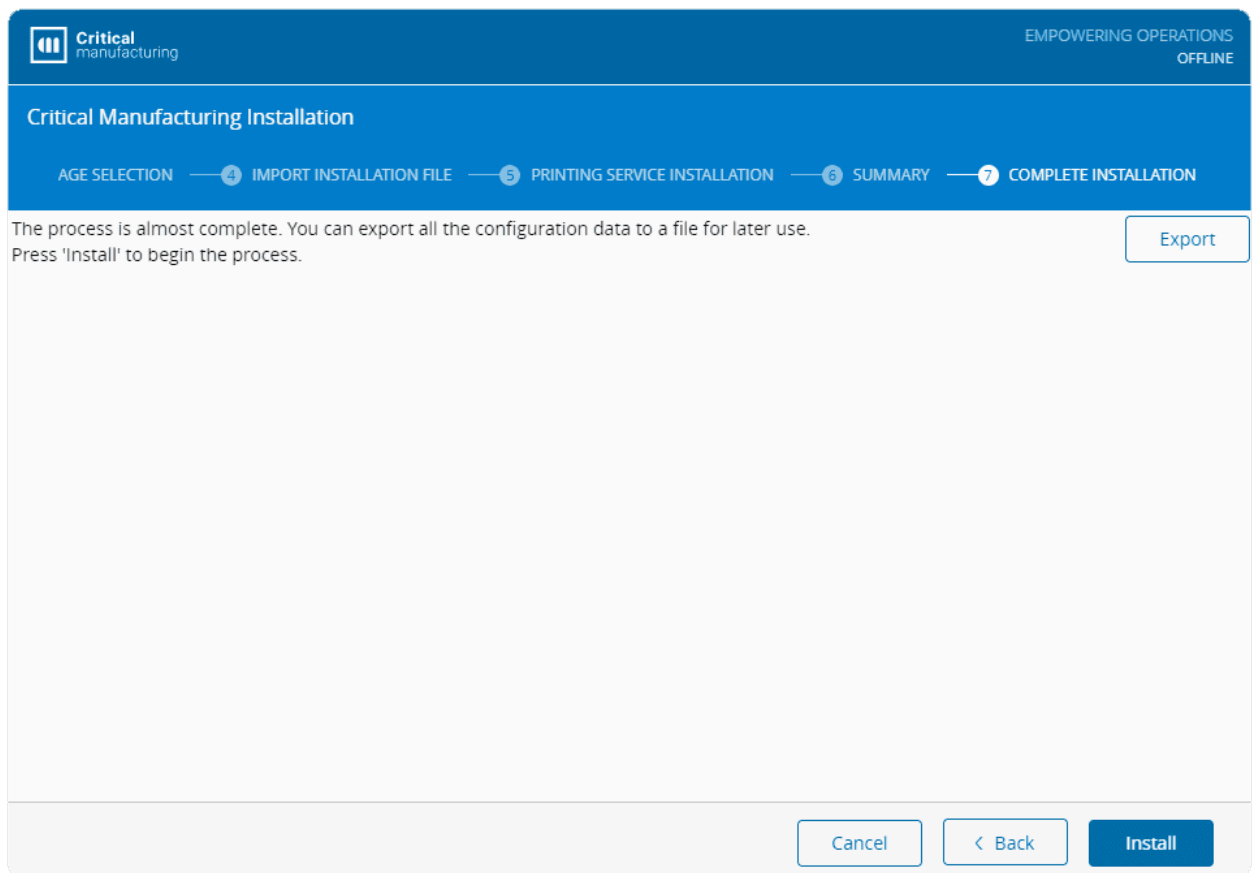 Critical
manufacturing
EMPOWERING OPERATIONS
OFFLINE
Critical Manufacturing Installation
AGE SELECTION 4 IMPORT INSTALLATION FILE 5 PRINTING SERVICE INSTALLATION 6 SUMMARY 7 COMPLETE INSTALLATION
The process is almost complete. You can export all the configuration data to a file for later use.
Press 'Install' to begin the process.
Export
Cancel < Back Install